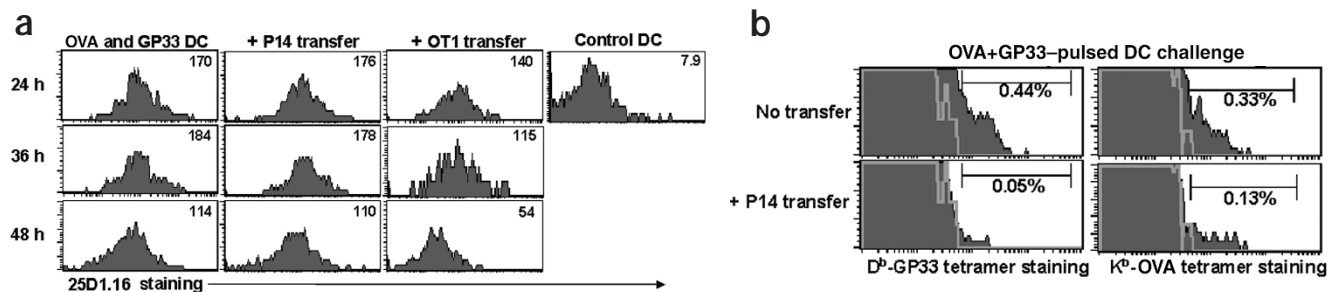 a
OVA and GP33 DC + P14 transfer + OT1 transfer Control DC
24 h 170 176 140 7.9
36 h 184 178 115
48 h 114 110 54
25D1.16 staining
b
OVA+GP33–pulsed DC challenge
No transfer 0.44% 0.33%
+ P14 transfer 0.05% 0.13%
Dᵇ-GP33 tetramer staining Kᵇ-OVA tetramer staining